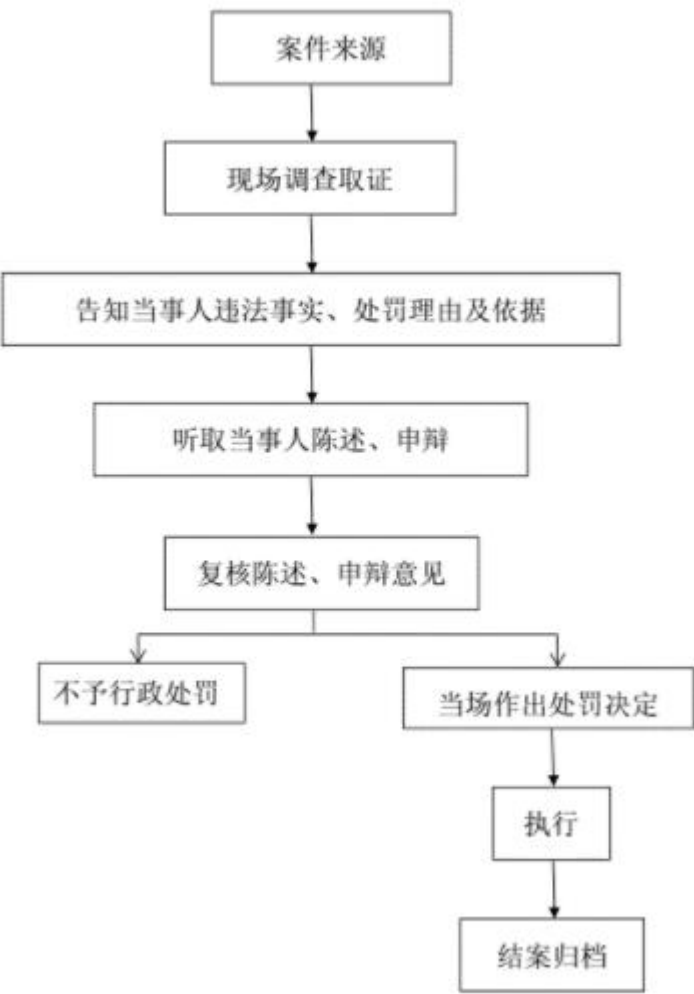 案件来源
现场调查取证
告知当事人违法事实、处罚理由及依据
听取当事人陈述、申辩
复核陈述、申辩意见
不予行政处罚
当场作出处罚决定
执行
结案归档